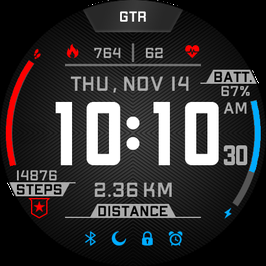 GTR
764 | 62
THU, NOV 14
BATT.
67%
10:10
AM
30
14876
STEPS
2.36 KM
DISTANCE